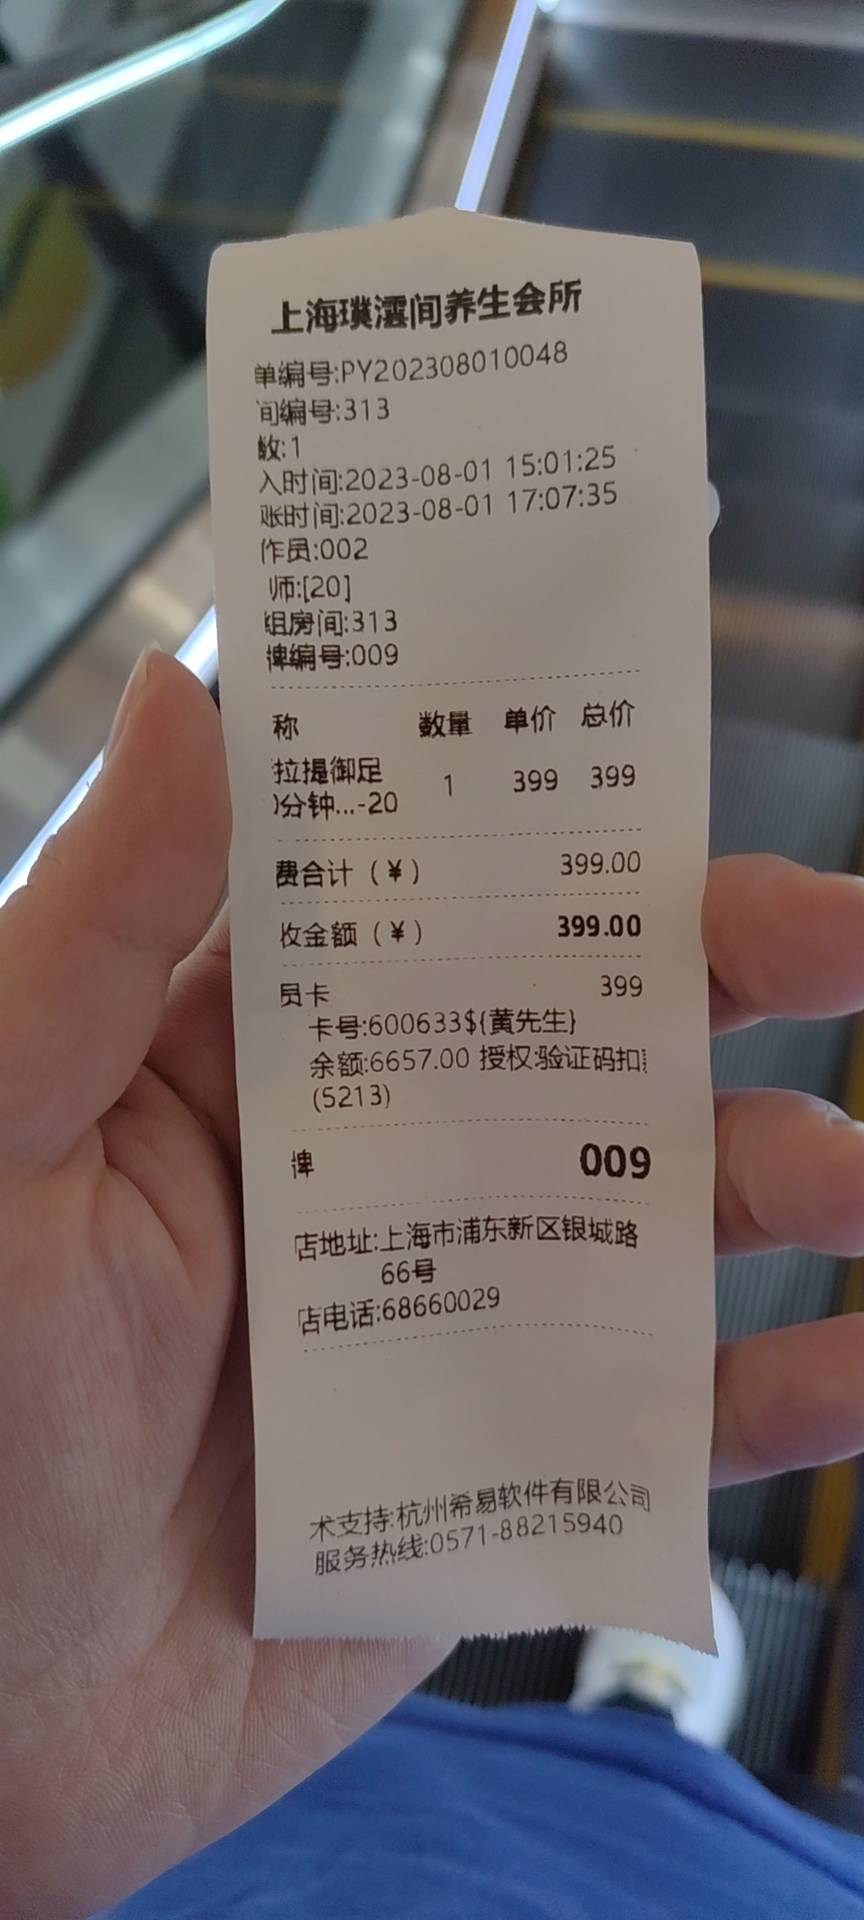 上海璞澐间养生会所
单编号:PY202308010048
间编号:313
数:1
入时间:2023-08-01 15:01:25
账时间:2023-08-01 17:07:35
作员:002
师:[20]
组房间:313
牌编号:009
称 数量 单价 总价
拉提御足 1 399 399
分钟...-20
费合计（¥） 399.00
收金额（¥） 399.00
员卡 399
卡号:600633$(黄先生}
余额:6657.00 授权:验证码扣
(5213)
牌 009
店地址:上海市浦东新区银城路
66号
店电话:68660029
术支持:杭州希易软件有限公司
服务热线:0571-88215940